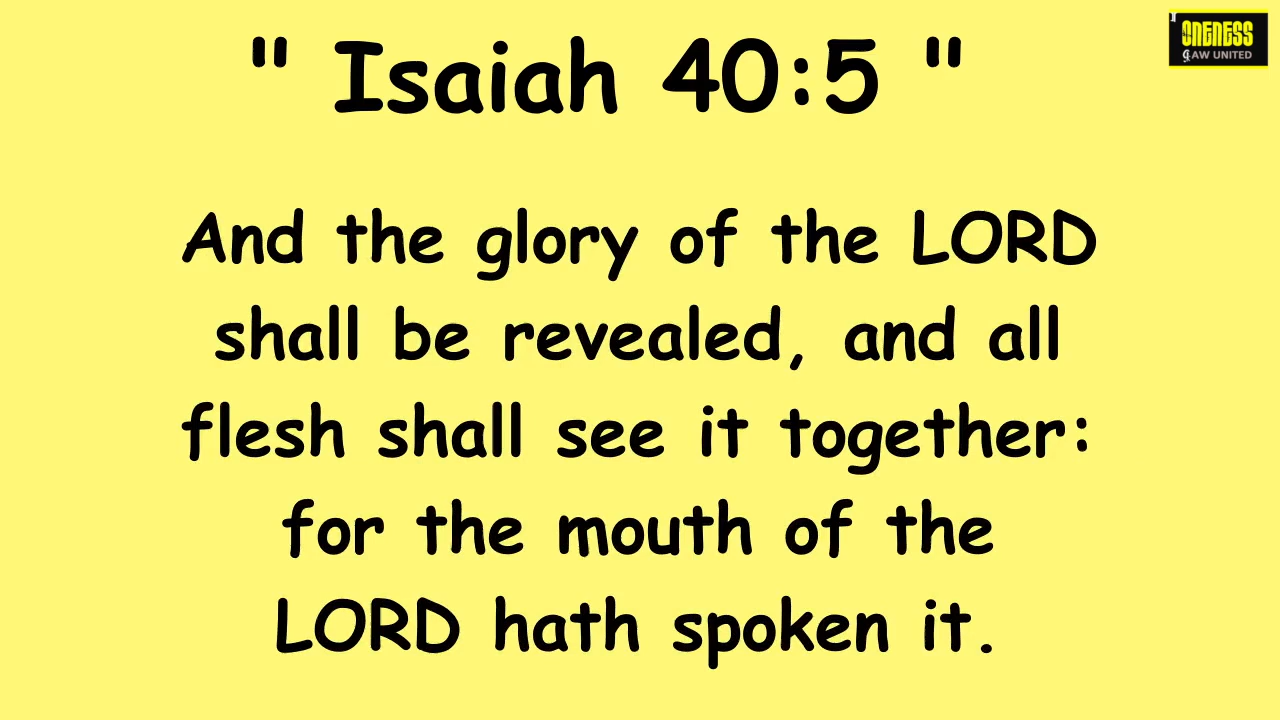 " Isaiah 40:5 "
ONENESS
AW UNITED
And the glory of the LORD
shall be revealed, and all
flesh shall see it together:
for the mouth of the
LORD hath spoken it.